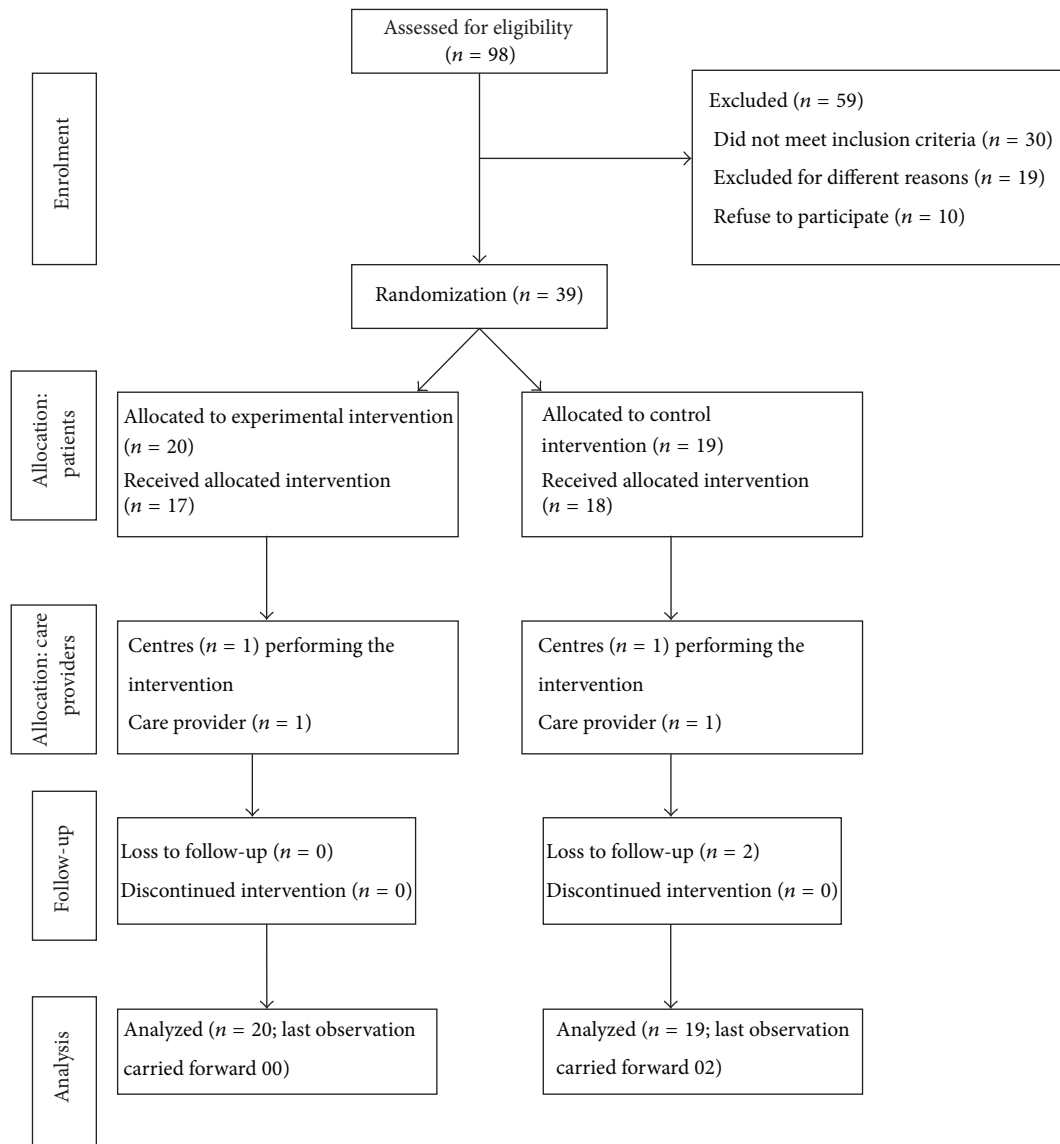 Assessed for eligibility
(n = 98)
Enrolment
Excluded (n = 59)
Did not meet inclusion criteria (n = 30)
Excluded for different reasons (n = 19)
Refuse to participate (n = 10)
Randomization (n = 39)
Allocation:
patients
Allocated to experimental intervention
(n = 20)
Received allocated intervention
(n = 17)
Allocated to control
intervention (n = 19)
Received allocated intervention
(n = 18)
Allocation: care
providers
Centres (n = 1) performing the
intervention
Care provider (n = 1)
Centres (n = 1) performing the
intervention
Care provider (n = 1)
Follow-up
Loss to follow-up (n = 0)
Discontinued intervention (n = 0)
Loss to follow-up (n = 2)
Discontinued intervention (n = 0)
Analysis
Analyzed (n = 20; last observation
carried forward 00)
Analyzed (n = 19; last observation
carried forward 02)